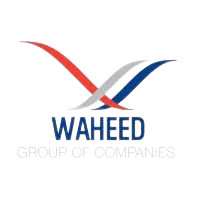 WAHEED
GROUP OF COMPANIES